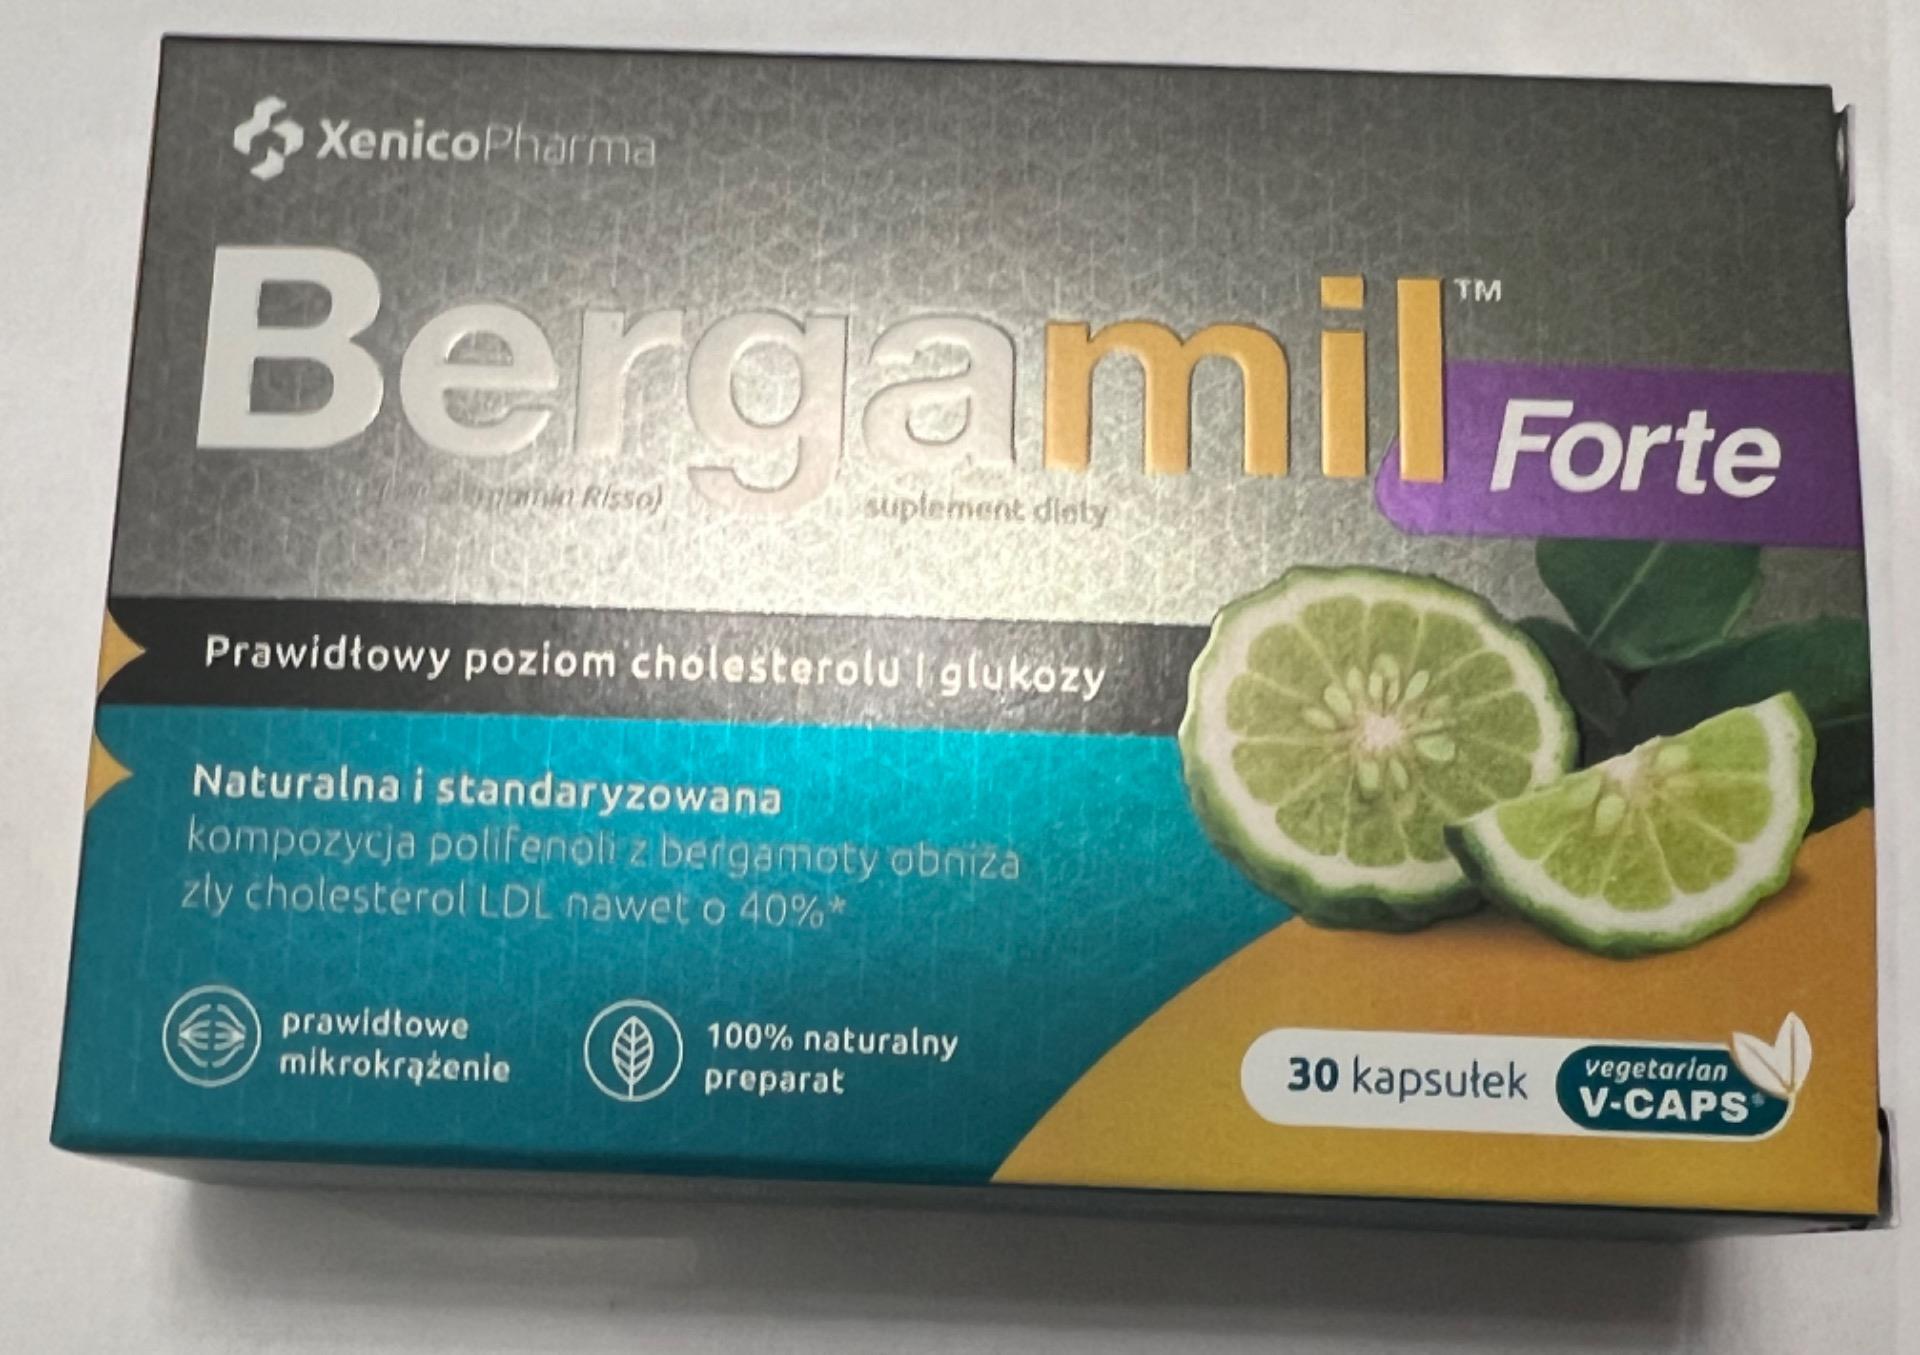 XenicoPharma
Bergamil™
Forte
Risso)
suplement diety
Prawidłowy poziom cholesterolu i glukozy
Naturalna i standaryzowana
kompozycja polifenoli z bergamoty obniża
zły cholesterol LDL nawet o 40%*
prawidłowe
mikrokrążenie
100% naturalny
preparat
30 kapsułek
vegetarian
V-CAPS®